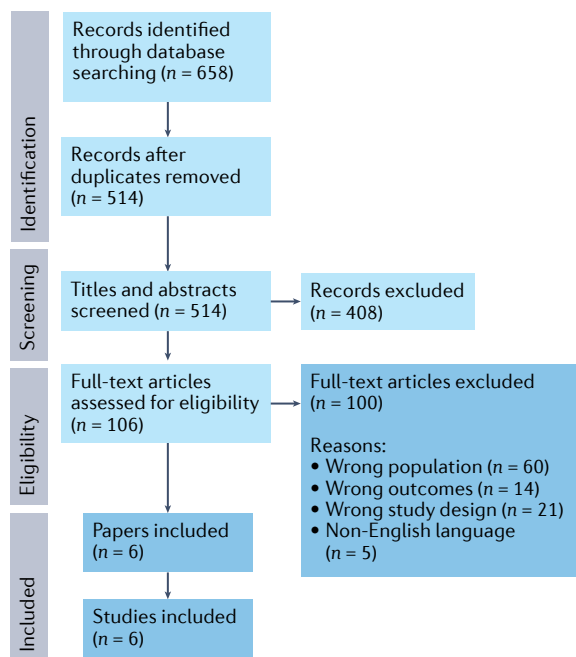 Identification
Records identified
through database
searching (n = 658)
Records after
duplicates removed
(n = 514)
Screening
Titles and abstracts
screened (n = 514)
Records excluded
(n = 408)
Eligibility
Full-text articles
assessed for eligibility
(n = 106)
Full-text articles excluded
(n = 100)
Reasons:
• Wrong population (n = 60)
• Wrong outcomes (n = 14)
• Wrong study design (n = 21)
• Non-English language
(n = 5)
Included
Papers included
(n = 6)
Studies included
(n = 6)